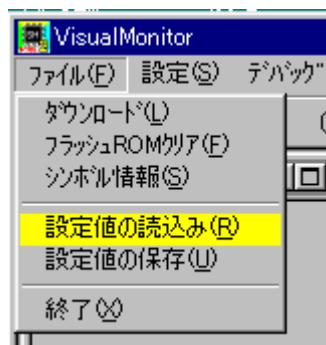 VisualMonitor
ファイル(F) 設定(S) デバッグ
ダウンロード(L)
フラッシュROMクリア(F)
シンボル情報(S)
設定値の読込み(R)
設定値の保存(U)
終了(X)